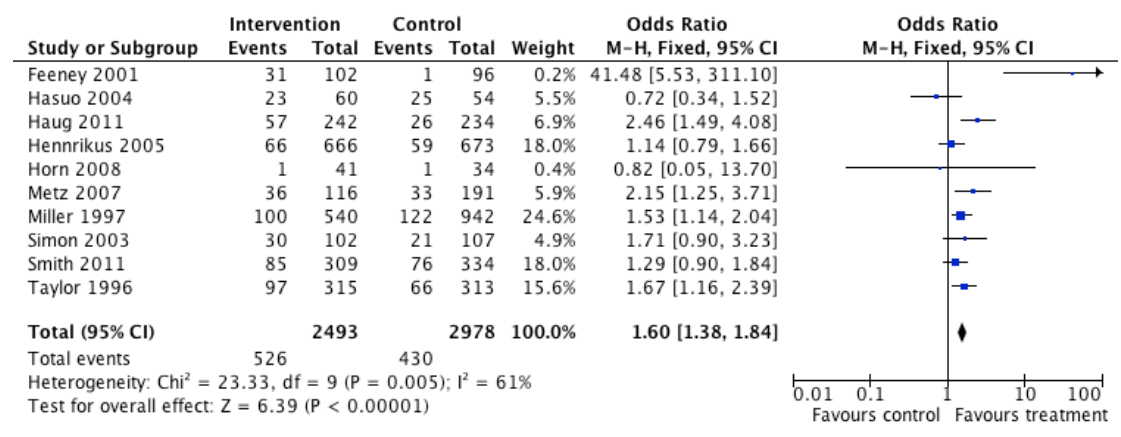 Intervention Control Odds Ratio Odds Ratio
Study or Subgroup Events Total Events Total Weight M-H, Fixed, 95% CI M-H, Fixed, 95% CI
Feeney 2001 31 102 1 96 0.2% 41.48 [5.53, 311.10]
Hasuo 2004 23 60 25 54 5.5% 0.72 [0.34, 1.52]
Haug 2011 57 242 26 234 6.9% 2.46 [1.49, 4.08]
Hennrikus 2005 66 666 59 673 18.0% 1.14 [0.79, 1.66]
Horn 2008 1 41 1 34 0.4% 0.82 [0.05, 13.70]
Metz 2007 36 116 33 191 5.9% 2.15 [1.25, 3.71]
Miller 1997 100 540 122 942 24.6% 1.53 [1.14, 2.04]
Simon 2003 30 102 21 107 4.9% 1.71 [0.90, 3.23]
Smith 2011 85 309 76 334 18.0% 1.29 [0.90, 1.84]
Taylor 1996 97 315 66 313 15.6% 1.67 [1.16, 2.39]
Total (95% CI) 2493 2978 100.0% 1.60 [1.38, 1.84]
Total events 526 430
Heterogeneity: Chi² = 23.33, df = 9 (P = 0.005); I² = 61%
Test for overall effect: Z = 6.39 (P < 0.00001)
0.01 0.1 1 10 100
Favours control Favours treatment